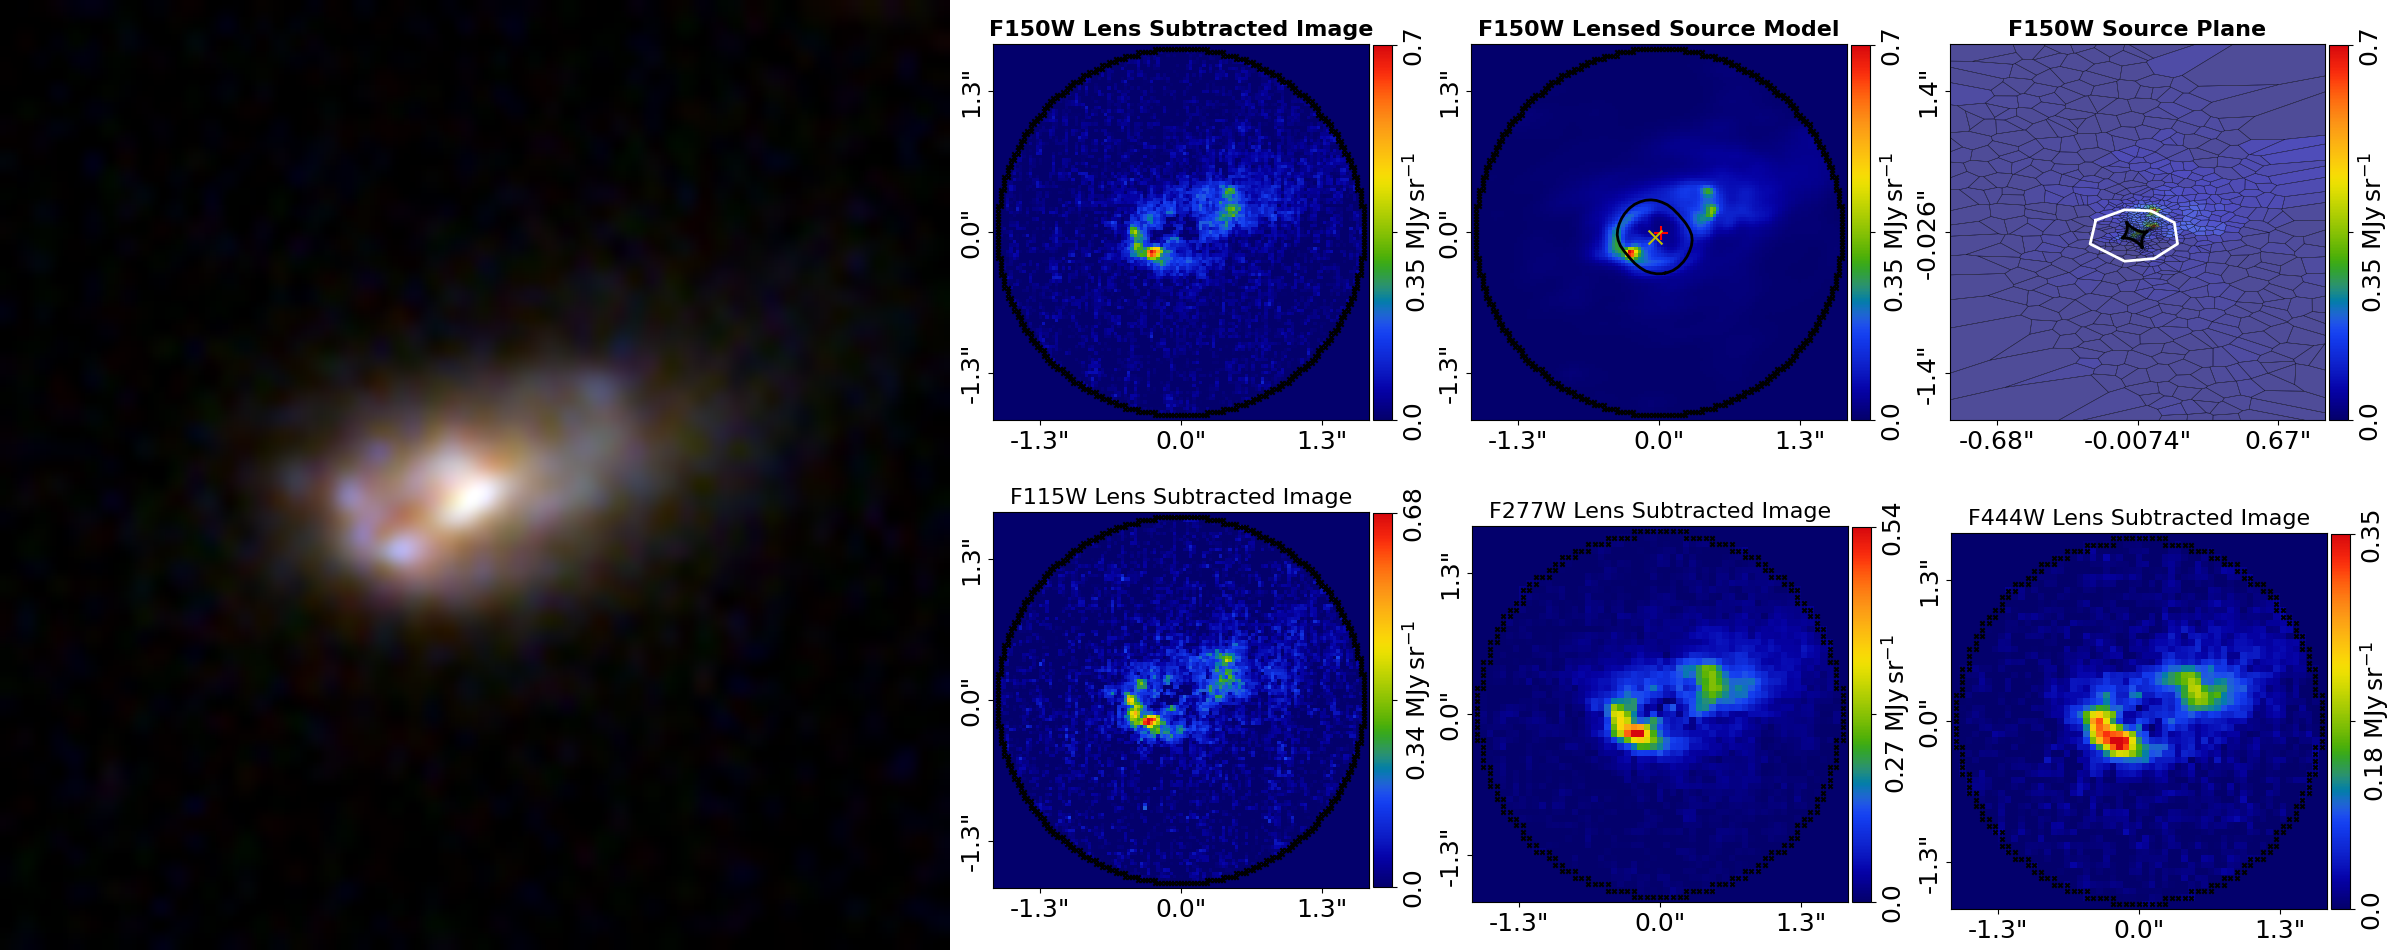 F150W Lens Subtracted Image
1.3"
0.0"
-1.3"
-1.3" 0.0" 1.3"
0.7
0.35 MJy sr⁻¹
0.0
F150W Lensed Source Model
1.3"
0.0"
-1.3"
-1.3" 0.0" 1.3"
0.7
0.35 MJy sr⁻¹
0.0
F150W Source Plane
1.4"
-0.026"
-1.4"
-0.68" -0.0074" 0.67"
0.7
0.35 MJy sr⁻¹
0.0
F115W Lens Subtracted Image
1.3"
0.0"
-1.3"
-1.3" 0.0" 1.3"
0.68
0.34 MJy sr⁻¹
0.0
F277W Lens Subtracted Image
1.3"
0.0"
-1.3"
-1.3" 0.0" 1.3"
0.54
0.27 MJy sr⁻¹
0.0
F444W Lens Subtracted Image
1.3"
0.0"
-1.3"
-1.3" 0.0" 1.3"
0.35
0.18 MJy sr⁻¹
0.0